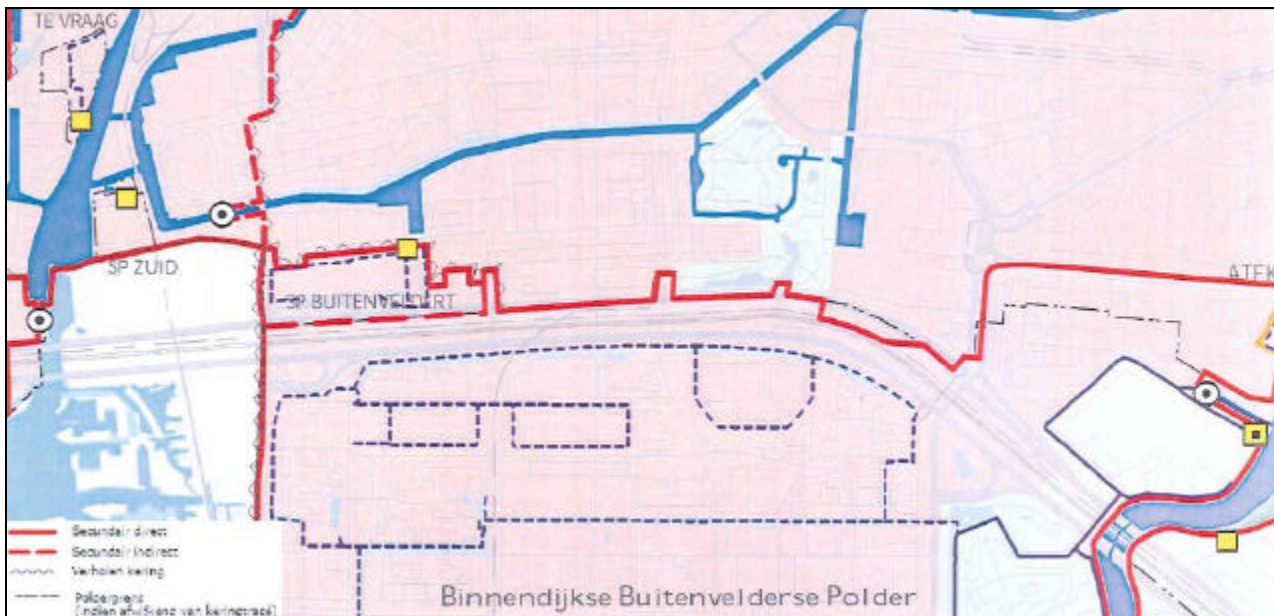 TE VRAAG
SP ZUID
SP BUITENVELDERT
ATEK
Secundair direct
Secundair indirect
Verholen kering
Poldergrens
(indien afwijkend van keringtracé)
Binnendijkse Buitenvelderse Polder